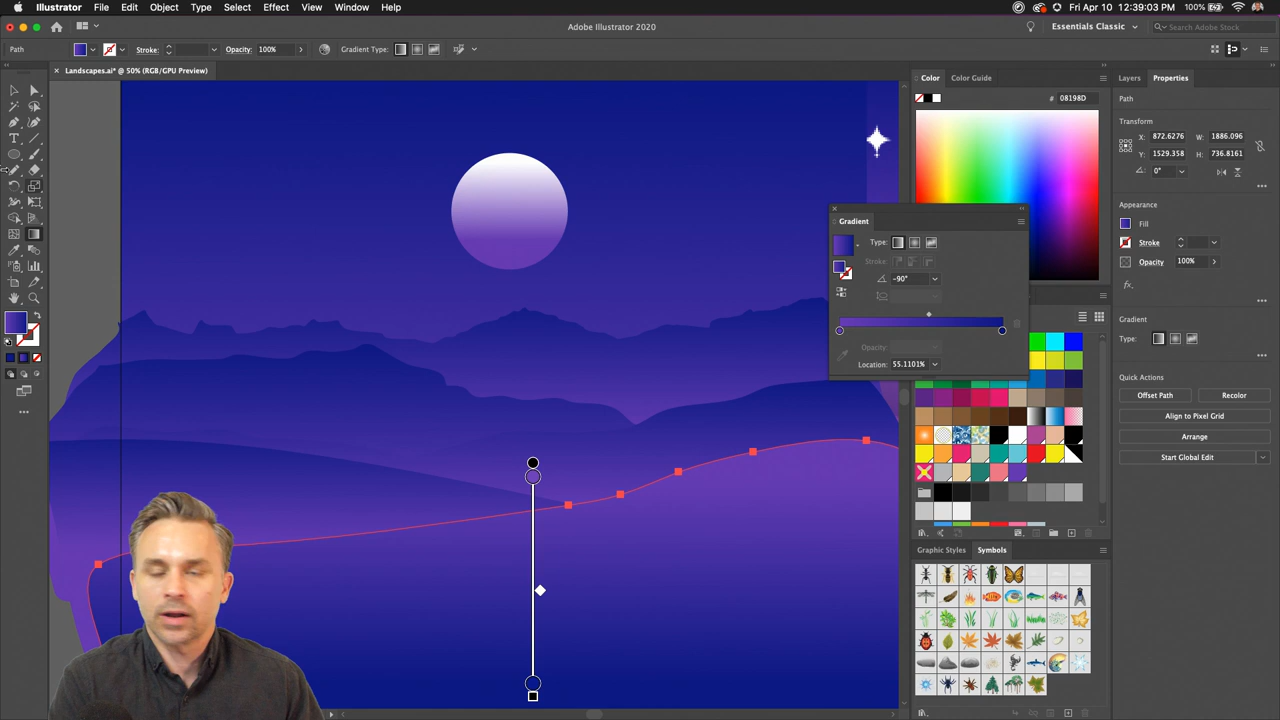 Illustrator File Edit Object Type Select Effect View Window Help
100% Fri Apr 10 12:39:03 PM
Adobe Illustrator 2020
Essentials Classic
Search Adobe Stock
Path Stroke: Opacity: 100% Gradient Type:
× Landscapes.ai* @ 50% (RGB/GPU Preview)
Color Color Guide
# 08198D
Layers Properties
Path
Transform
X: 872.6276 W: 1886.096
Y: 1529.358 H: 736.8161
0°
Appearance
Fill
Stroke
Opacity 100%
fx.
Gradient
Type:
Quick Actions
Offset Path Recolor
Align to Pixel Grid
Arrange
Start Global Edit
Gradient
Type:
Stroke:
-90°
Opacity:
Location: 55.1101%
Graphic Styles Symbols